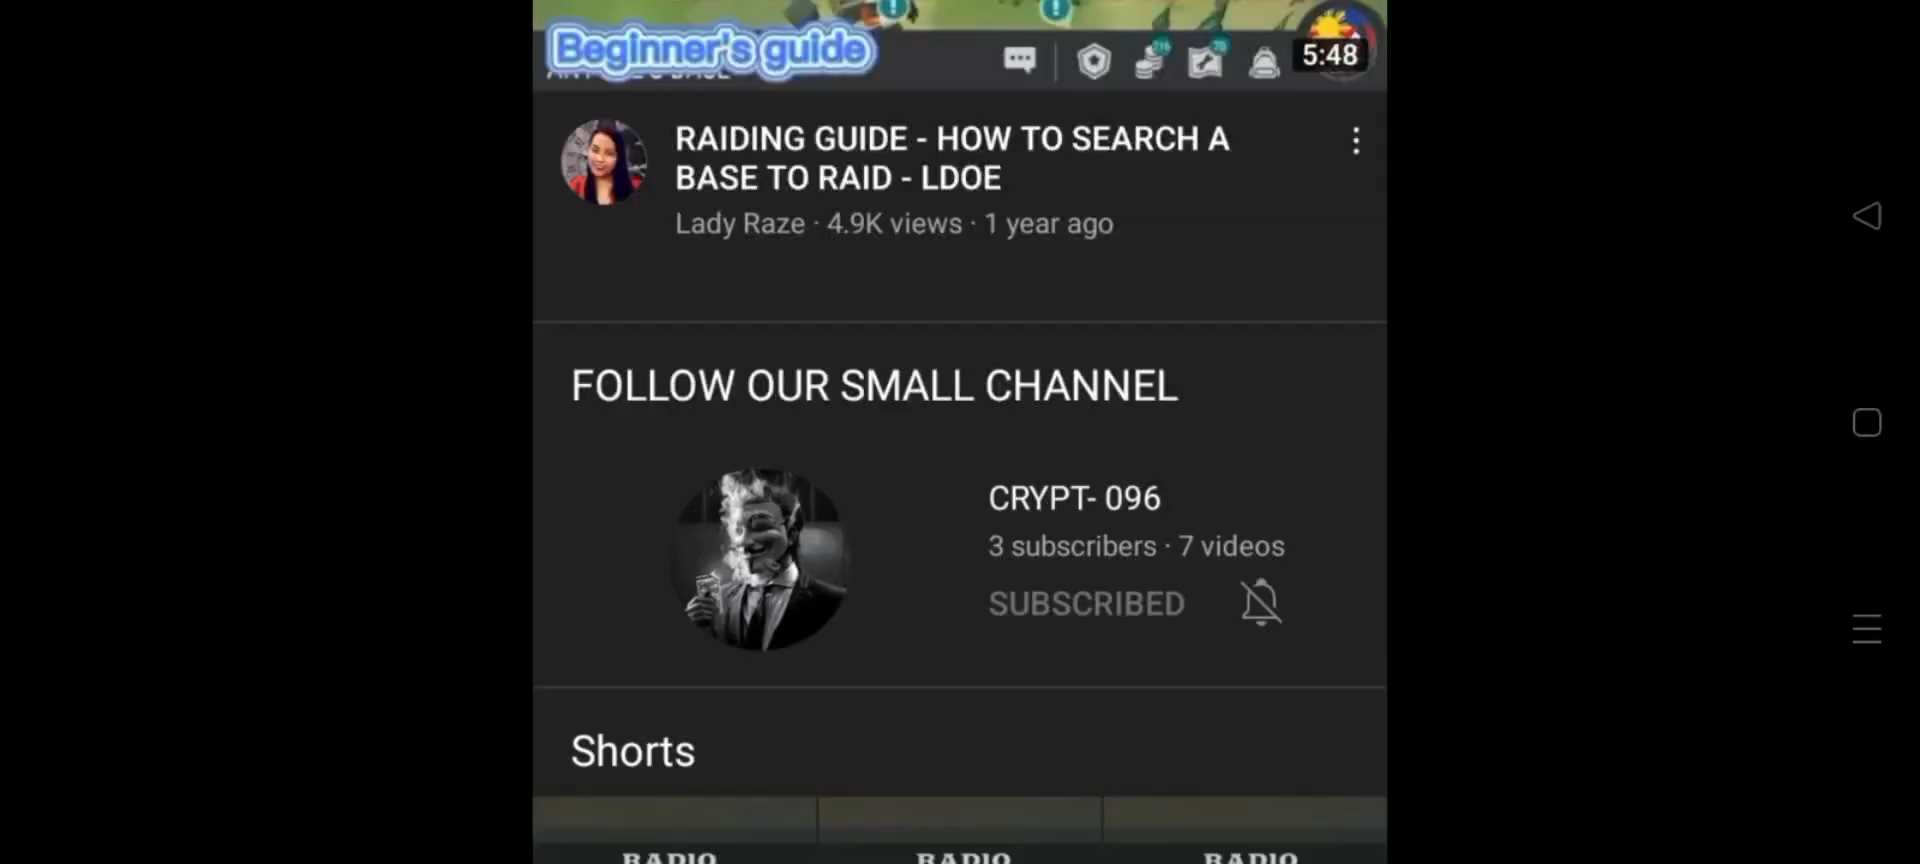 Beginner's guide
5:48
RAIDING GUIDE - HOW TO SEARCH A
BASE TO RAID - LDOE
Lady Raze · 4.9K views · 1 year ago
FOLLOW OUR SMALL CHANNEL
CRYPT- 096
3 subscribers · 7 videos
SUBSCRIBED
Shorts
RADIO RADIO RADIO